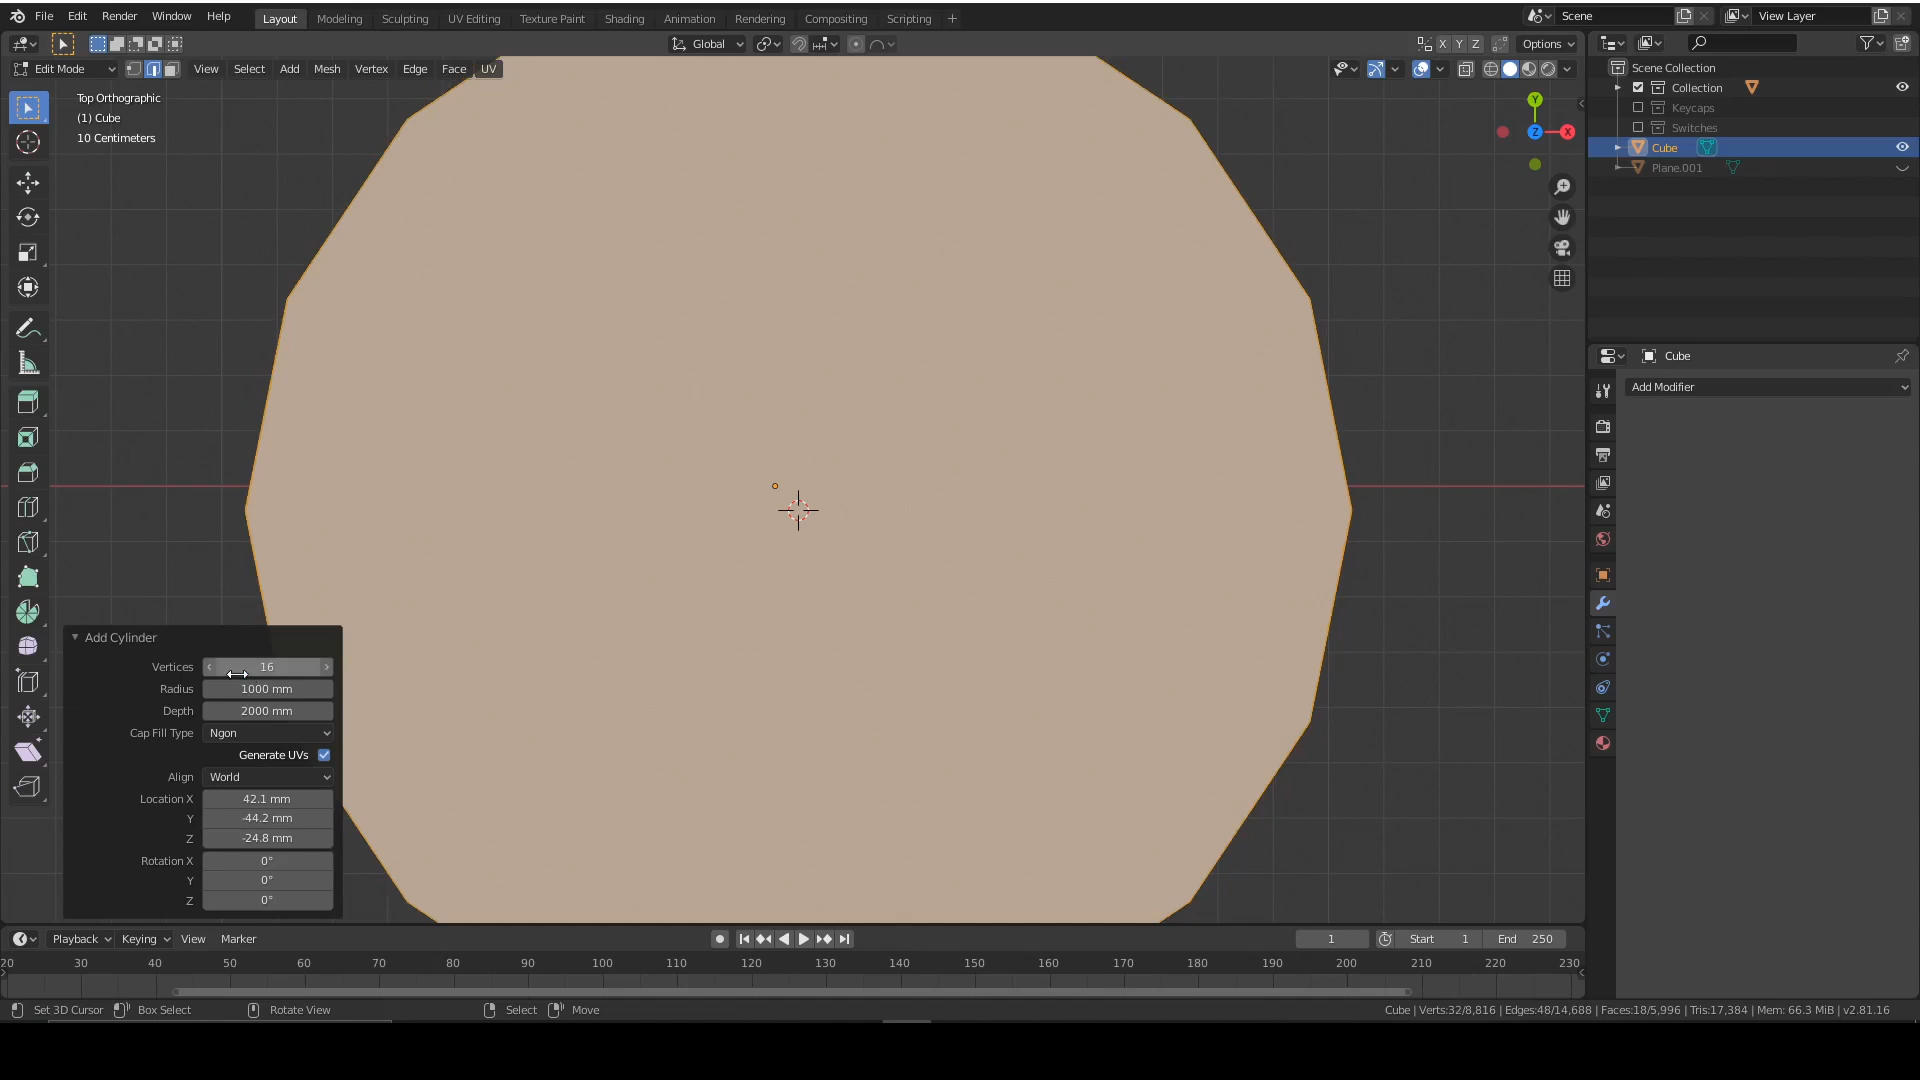 File Edit Render Window Help
Layout Modeling Sculpting UV Editing Texture Paint Shading Animation Rendering Compositing Scripting +
Scene
View Layer
Global
X Y Z
Options
Edit Mode
View Select Add Mesh Vertex Edge Face UV
Top Orthographic
(1) Cube
10 Centimeters
Y
Z
X
Scene Collection
Collection
Keycaps
Switches
Cube
Plane.001
Cube
Add Modifier
Add Cylinder
Vertices 16
Radius 1000 mm
Depth 2000 mm
Cap Fill Type Ngon
Generate UVs
Align World
Location X 42.1 mm
Y -44.2 mm
Z -24.8 mm
Rotation X 0°
Y 0°
Z 0°
Playback Keying View Marker
1 Start 1 End 250
20 30 40 50 60 70 80 90 100 110 120 130 140 150 160 170 180 190 200 210 220 230
Set 3D Cursor Box Select Rotate View Select Move
Cube | Verts:32/8,816 | Edges:48/14,688 | Faces:18/5,996 | Tris:17,384 | Mem: 66.3 MiB | v2.81.16